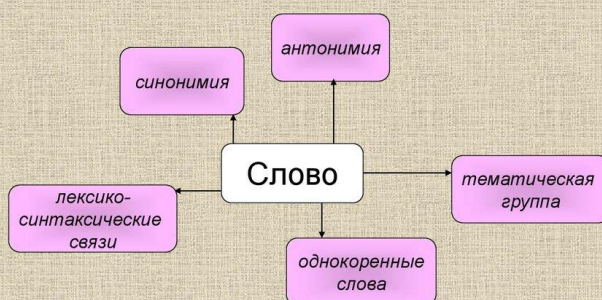 антонимия
синонимия
Слово
тематическая
группа
лексико-
синтаксические
связи
однокоренные
слова